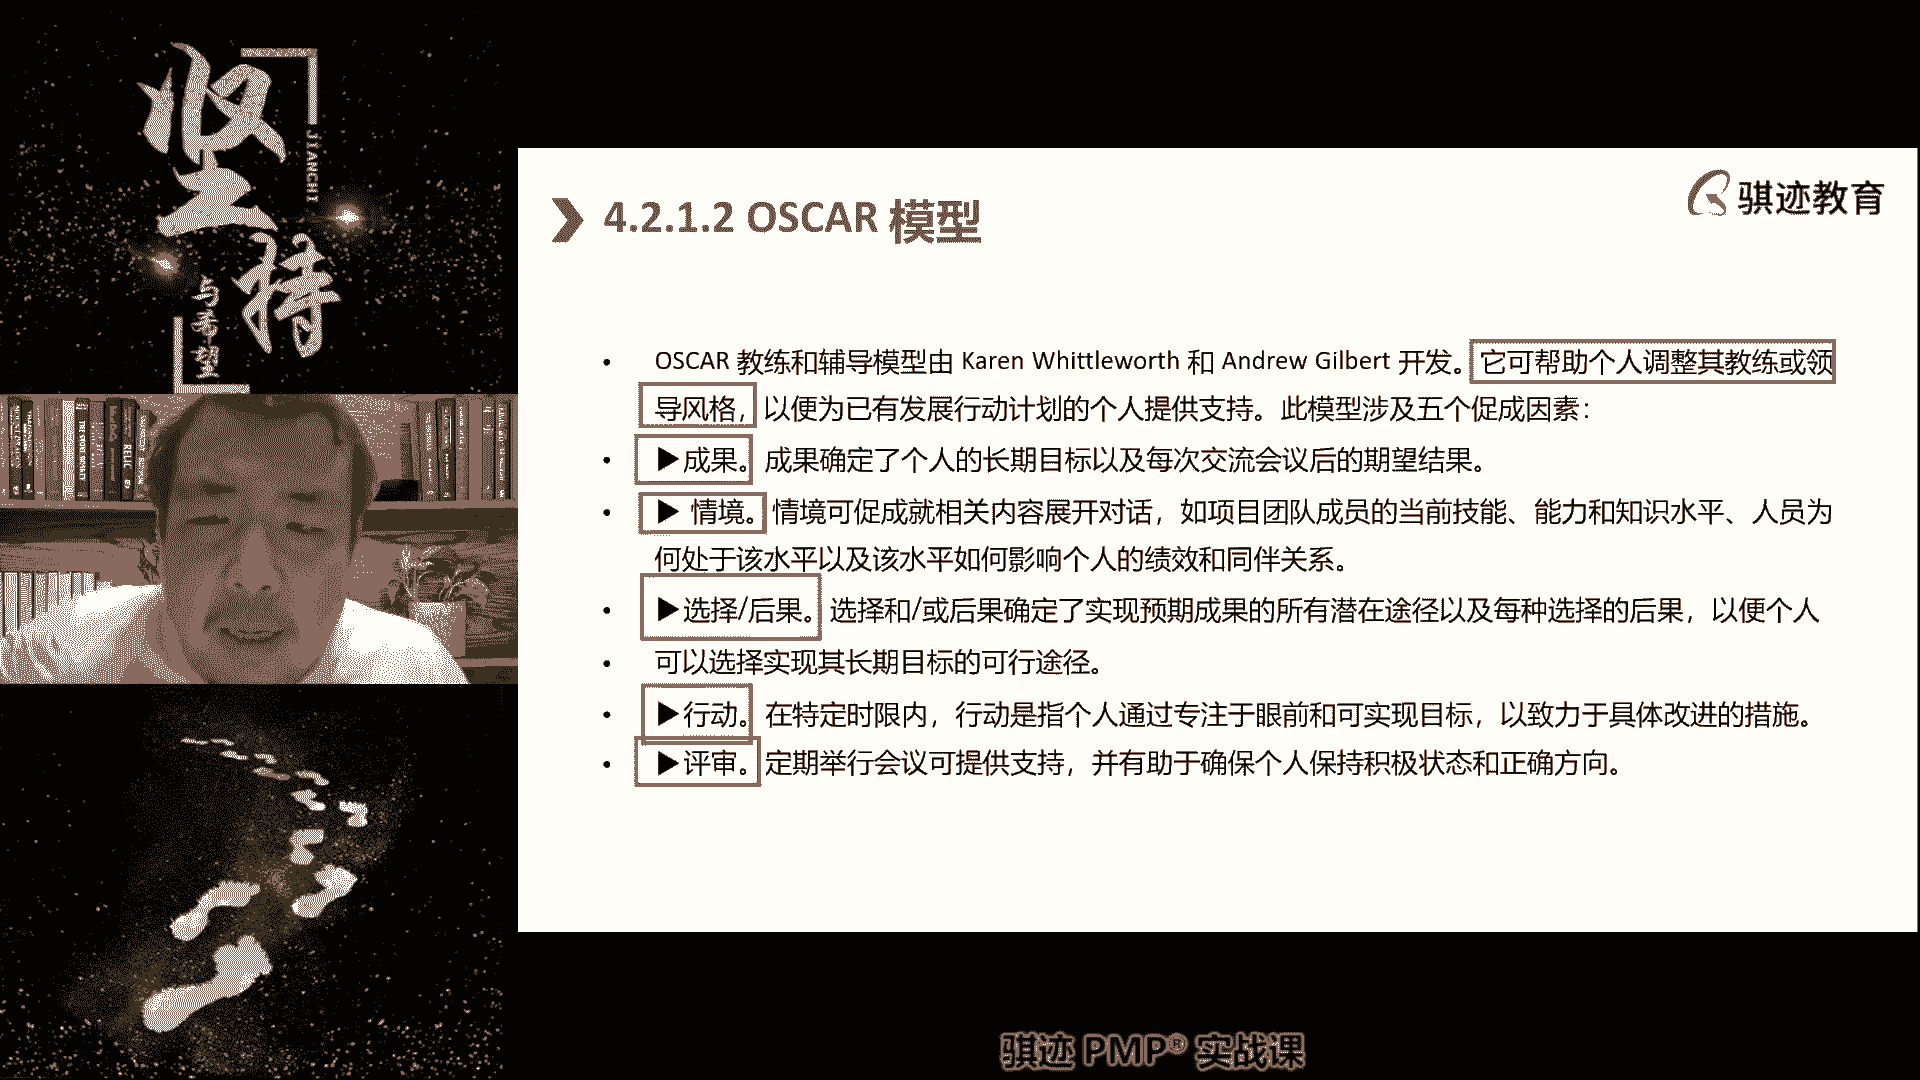 坚持
JIANCHI
与希望
骐迹教育
4.2.1.2 OSCAR 模型
• OSCAR 教练和辅导模型由 Karen Whittleworth 和 Andrew Gilbert 开发。它可帮助个人调整其教练或领
导风格，以便为已有发展行动计划的个人提供支持。此模型涉及五个促成因素：
• ▶成果。成果确定了个人的长期目标以及每次交流会议后的期望结果。
• ▶ 情境。情境可促成就相关内容展开对话，如项目团队成员的当前技能、能力和知识水平、人员为
何处于该水平以及该水平如何影响个人的绩效和同伴关系。
• ▶选择/后果。选择和/或后果确定了实现预期成果的所有潜在途径以及每种选择的后果，以便个人
• 可以选择实现其长期目标的可行途径。
• ▶行动。在特定时限内，行动是指个人通过专注于眼前和可实现目标，以致力于具体改进的措施。
• ▶评审。定期举行会议可提供支持，并有助于确保个人保持积极状态和正确方向。
骐迹 PMP® 实战课